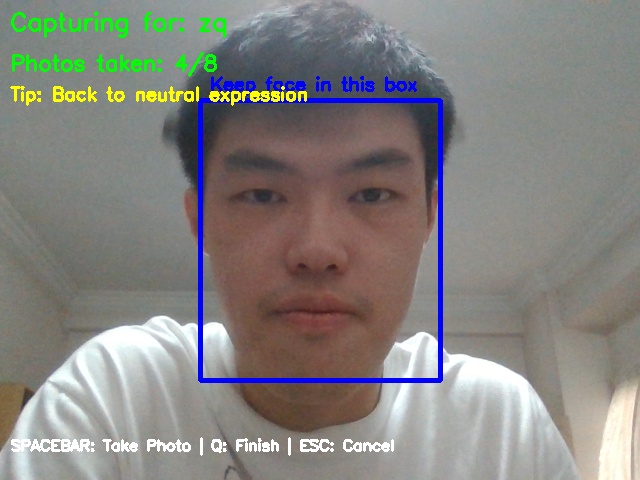 Capturing for: zq
Photos taken: 4/8
Keep face in this box
Tip: Back to neutral expression
SPACEBAR: Take Photo | Q: Finish | ESC: Cancel